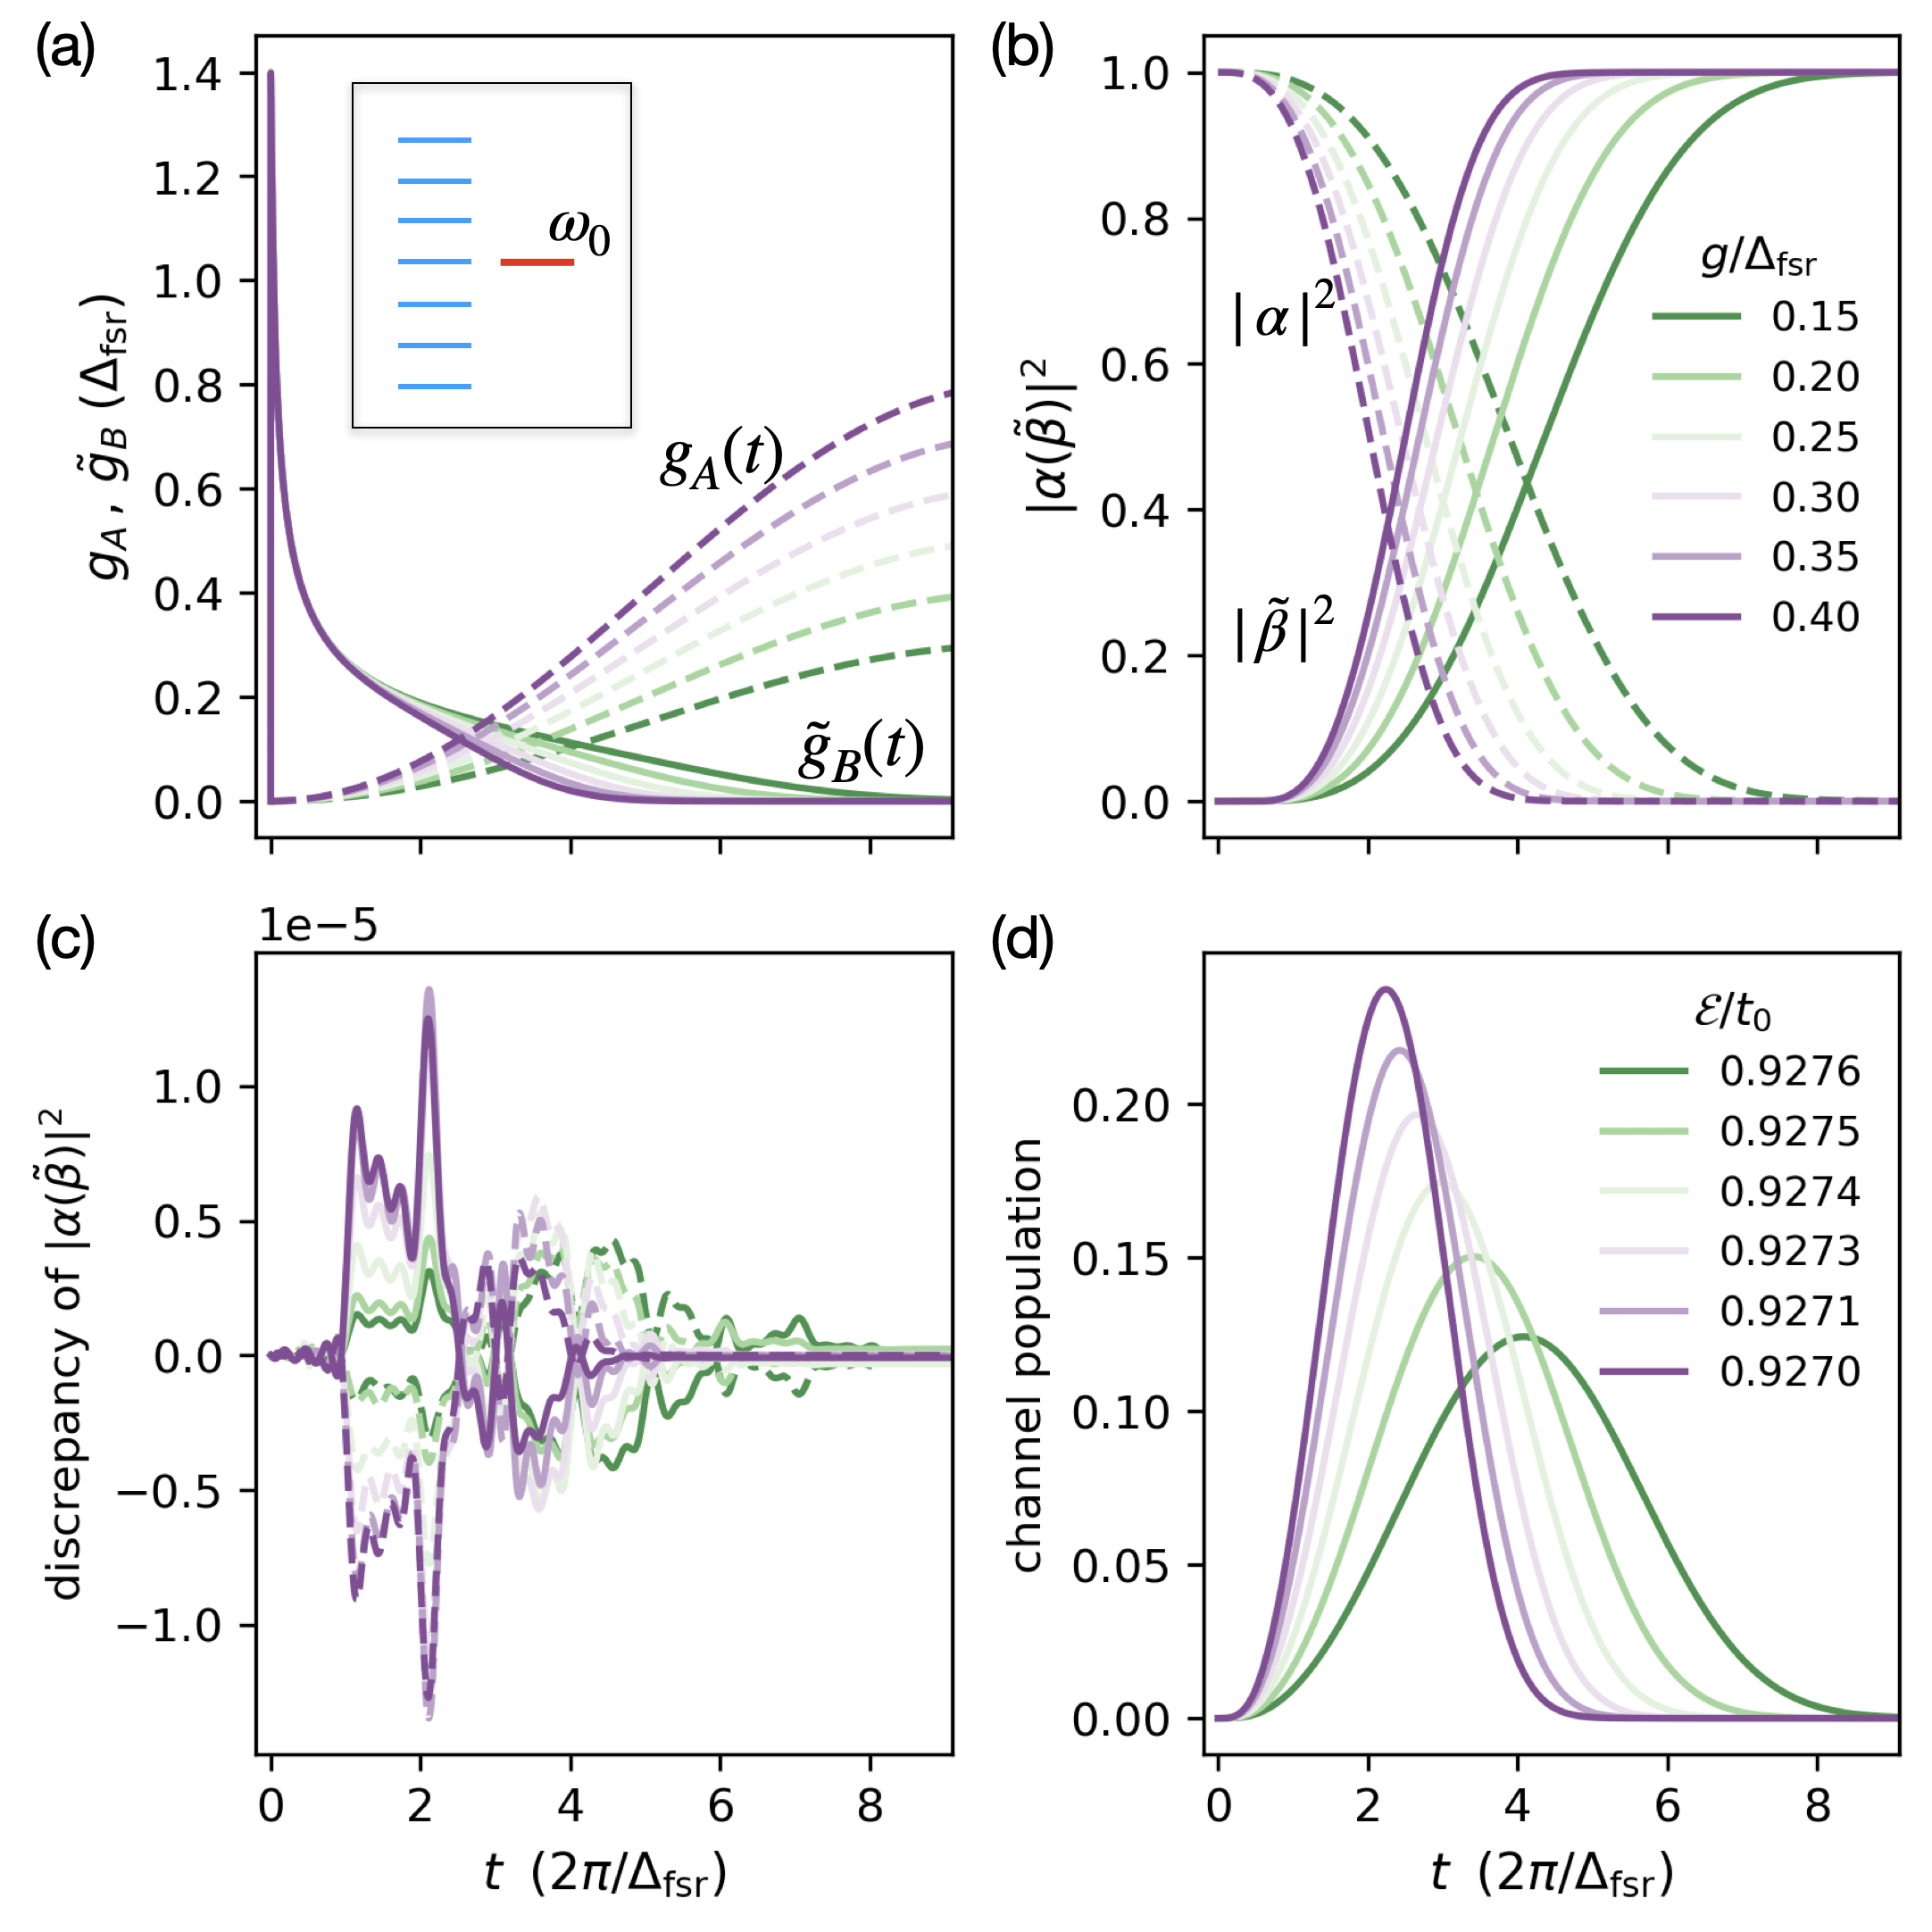 (a)
1.4
1.2
1.0
0.8
0.6
0.4
0.2
0.0
g_A , g̃_B (Δ_fsr)
ω₀
g_A(t)
g̃_B(t)
(b)
1.0
0.8
0.6
0.4
0.2
0.0
|α(β̃)|²
|α|²
|β̃|²
g/Δ_fsr
0.15
0.20
0.25
0.30
0.35
0.40
(c)
1e−5
1.0
0.5
0.0
−0.5
−1.0
discrepancy of |α(β̃)|²
0 2 4 6 8
t (2π/Δ_fsr)
(d)
0.20
0.15
0.10
0.05
0.00
channel population
ℰ/t₀
0.9276
0.9275
0.9274
0.9273
0.9271
0.9270
0 2 4 6 8
t (2π/Δ_fsr)